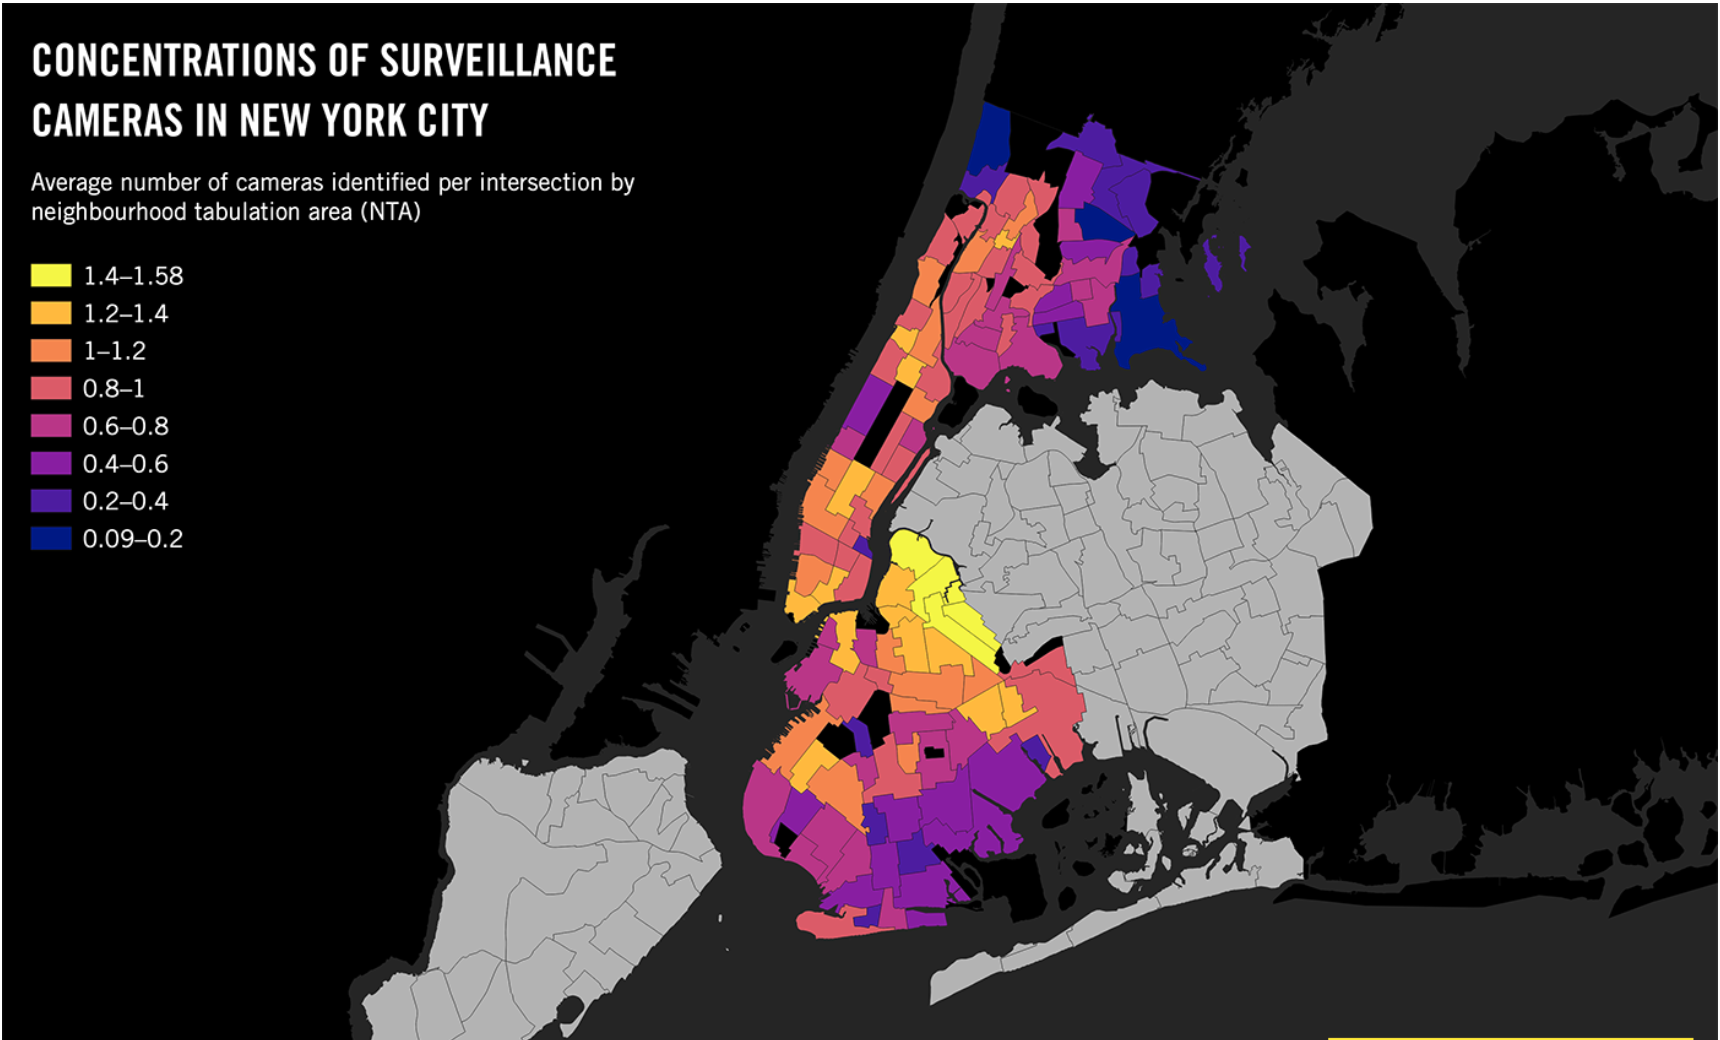 CONCENTRATIONS OF SURVEILLANCE
CAMERAS IN NEW YORK CITY
Average number of cameras identified per intersection by
neighbourhood tabulation area (NTA)
1.4–1.58
1.2–1.4
1–1.2
0.8–1
0.6–0.8
0.4–0.6
0.2–0.4
0.09–0.2